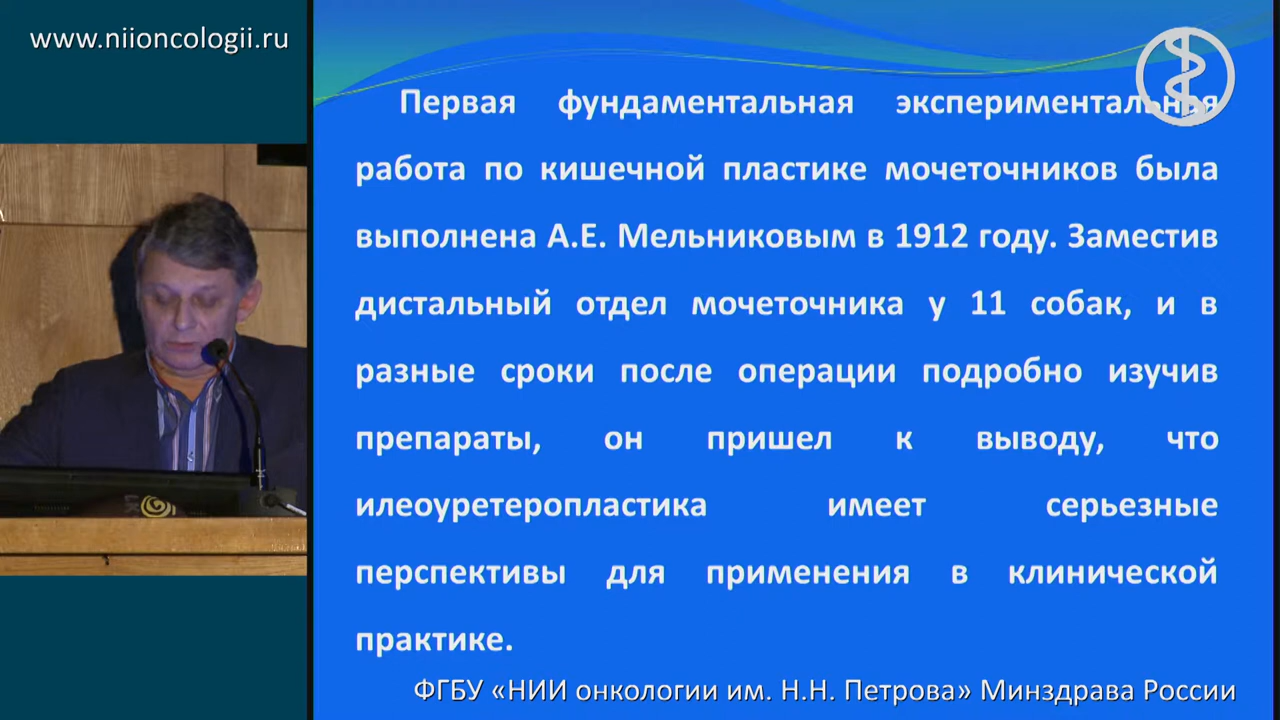 www.niioncologii.ru
Первая фундаментальная экспериментальная
работа по кишечной пластике мочеточников была
выполнена А.Е. Мельниковым в 1912 году. Заместив
дистальный отдел мочеточника у 11 собак, и в
разные сроки после операции подробно изучив
препараты, он пришел к выводу, что
илеоуретеропластика имеет серьезные
перспективы для применения в клинической
практике.
ФГБУ «НИИ онкологии им. Н.Н. Петрова» Минздрава России